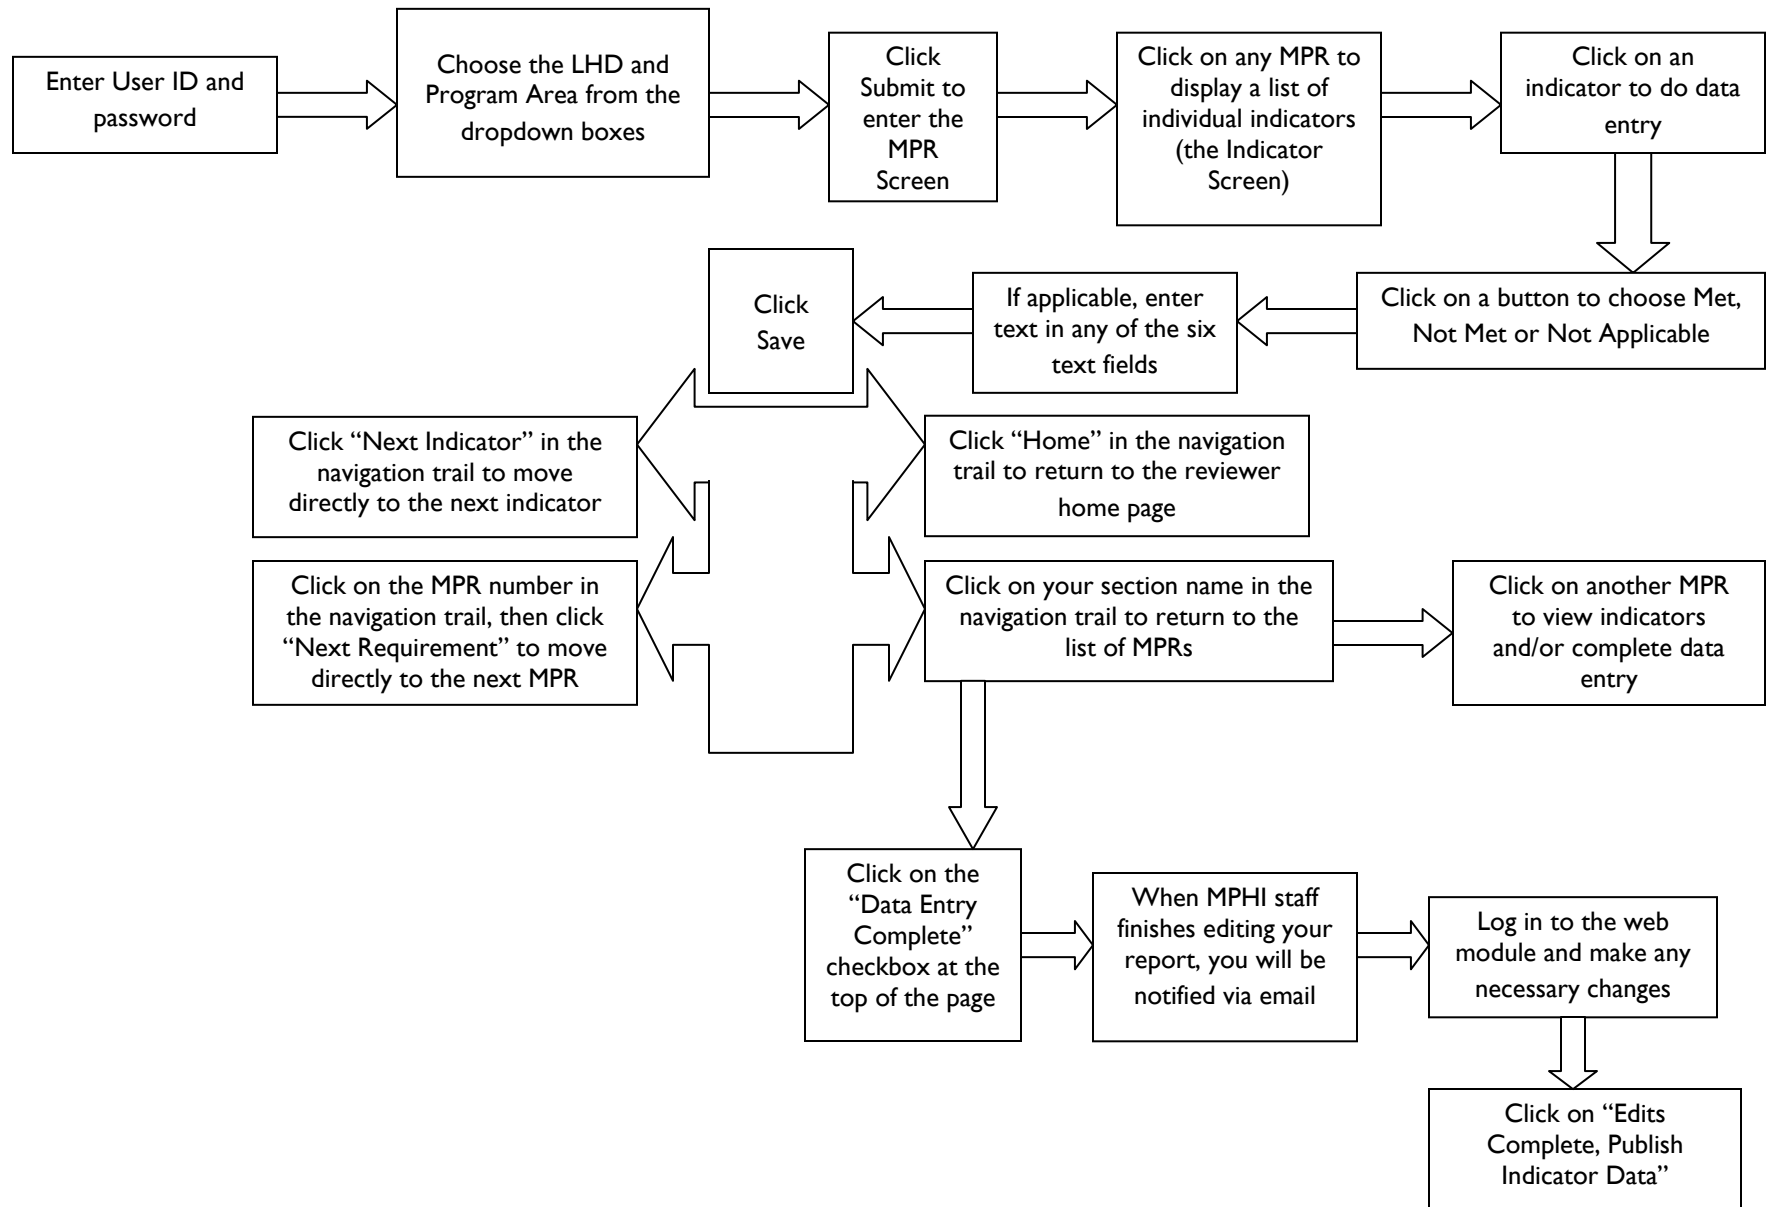 Enter User ID and
password
Choose the LHD and
Program Area from the
dropdown boxes
Click
Submit to
enter the
MPR
Screen
Click on any MPR to
display a list of
individual indicators
(the Indicator
Screen)
Click on an
indicator to do data
entry
Click on a button to choose Met,
Not Met or Not Applicable
If applicable, enter
text in any of the six
text fields
Click
Save
Click “Next Indicator” in the
navigation trail to move
directly to the next indicator
Click “Home” in the navigation
trail to return to the reviewer
home page
Click on the MPR number in
the navigation trail, then click
“Next Requirement” to move
directly to the next MPR
Click on your section name in the
navigation trail to return to the
list of MPRs
Click on another MPR
to view indicators
and/or complete data
entry
Click on the
“Data Entry
Complete”
checkbox at the
top of the page
When MPHI staff
finishes editing your
report, you will be
notified via email
Log in to the web
module and make any
necessary changes
Click on “Edits
Complete, Publish
Indicator Data”